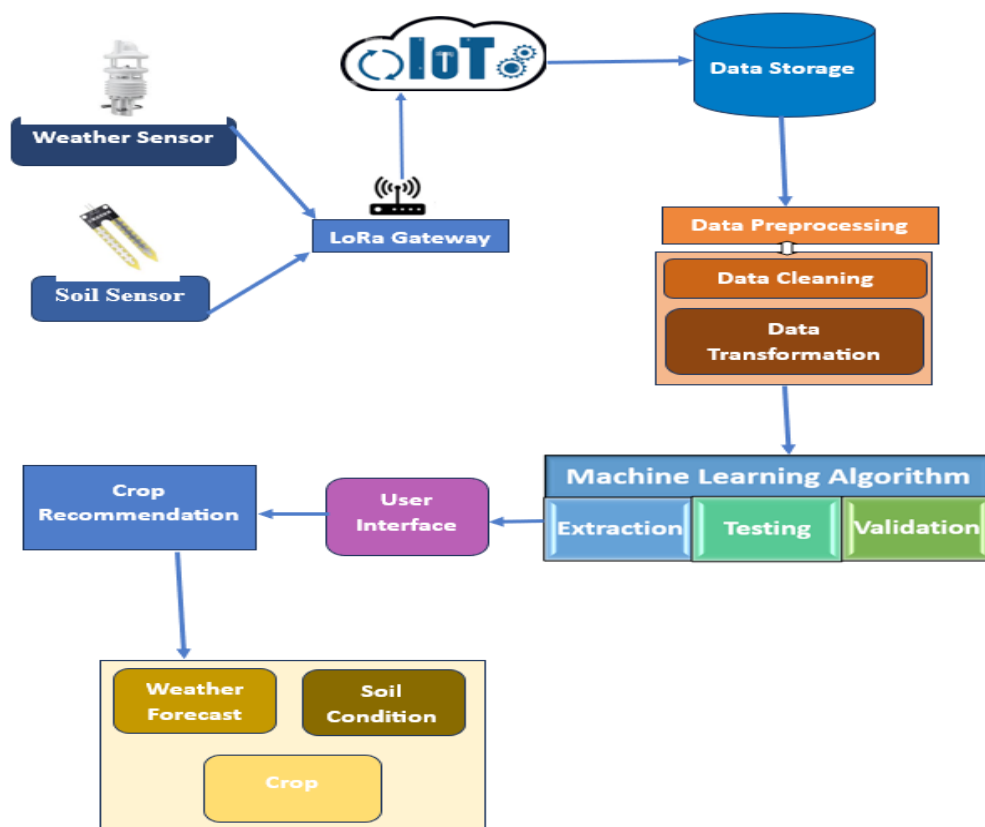 IoT
Data Storage
Weather Sensor
LoRa Gateway
Soil Sensor
Data Preprocessing
Data Cleaning
Data
Transformation
Machine Learning Algorithm
Extraction
Testing
Validation
User
Interface
Crop
Recommendation
Weather
Forecast
Soil
Condition
Crop